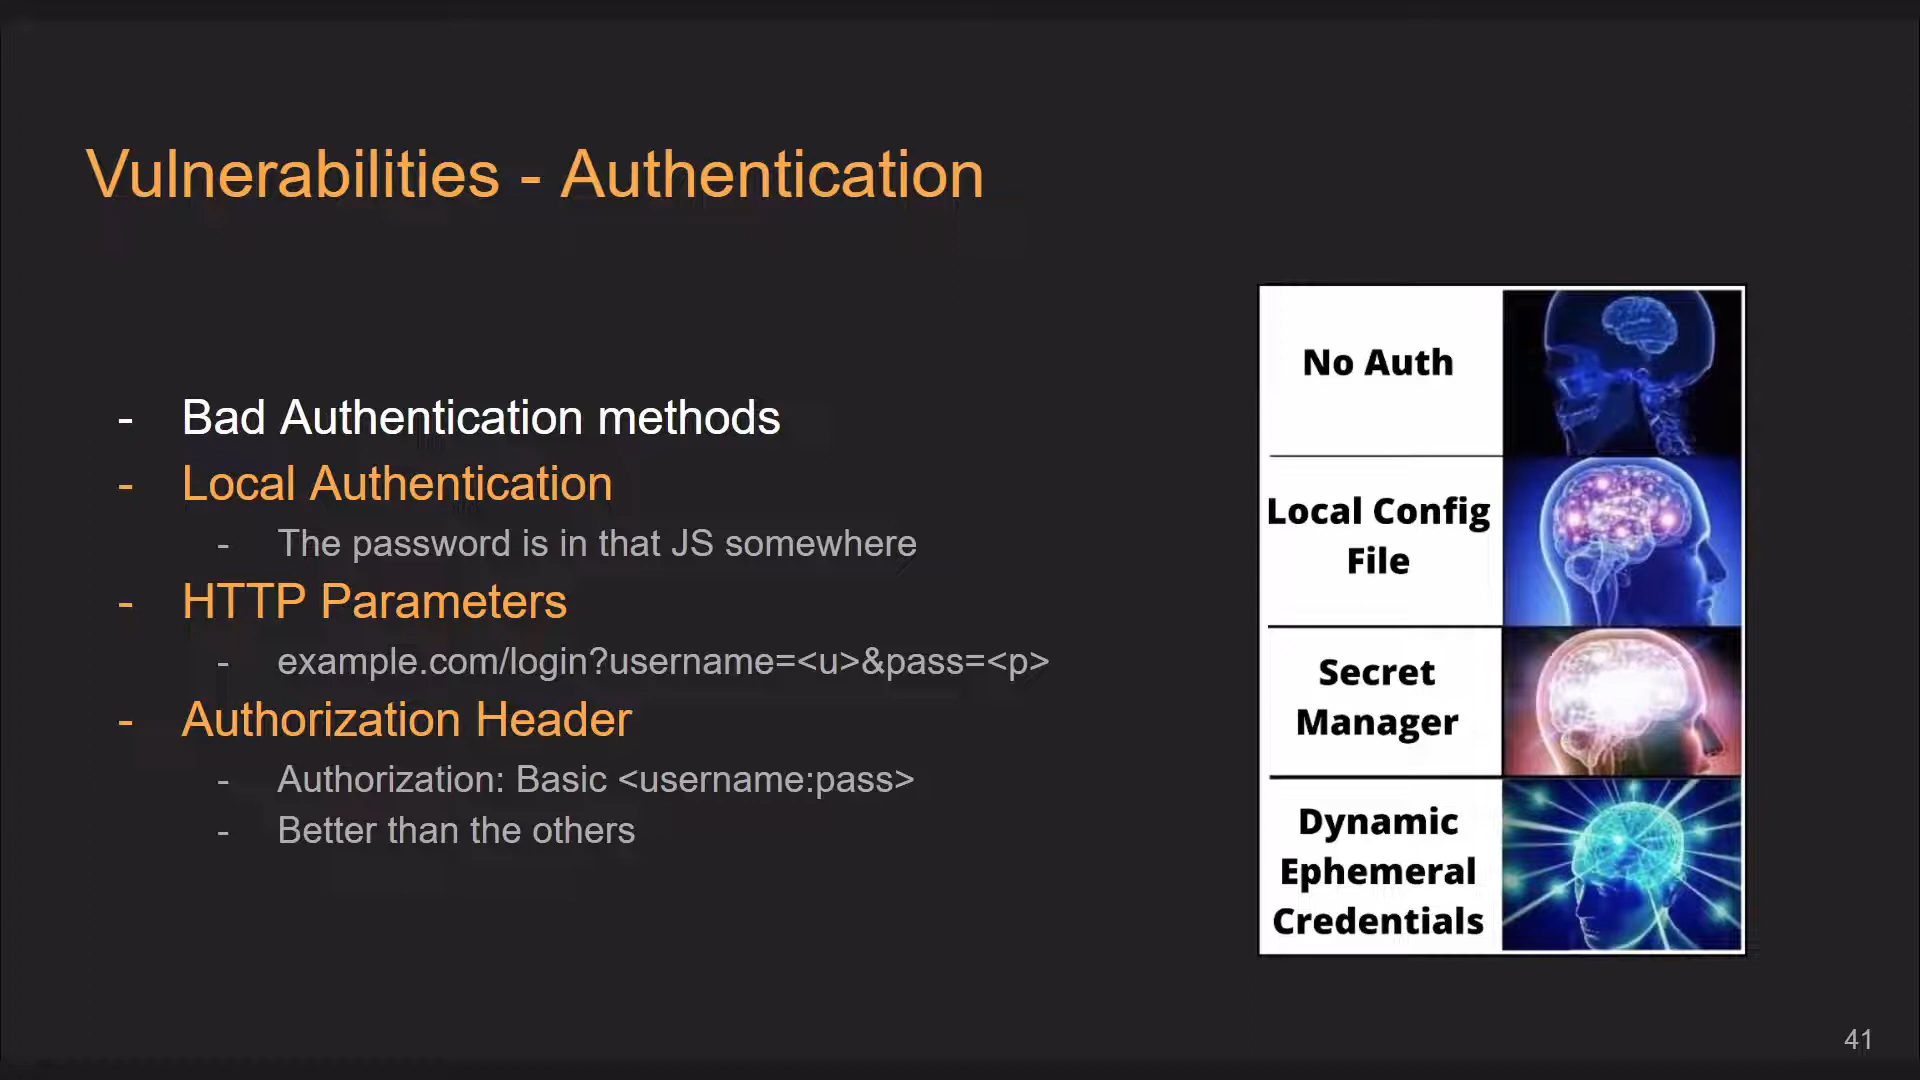 Vulnerabilities - Authentication
- Bad Authentication methods
- Local Authentication
- The password is in that JS somewhere
- HTTP Parameters
- example.com/login?username=<u>&pass=<p>
- Authorization Header
- Authorization: Basic <username:pass>
- Better than the others
No Auth
Local Config
File
Secret
Manager
Dynamic
Ephemeral
Credentials
41